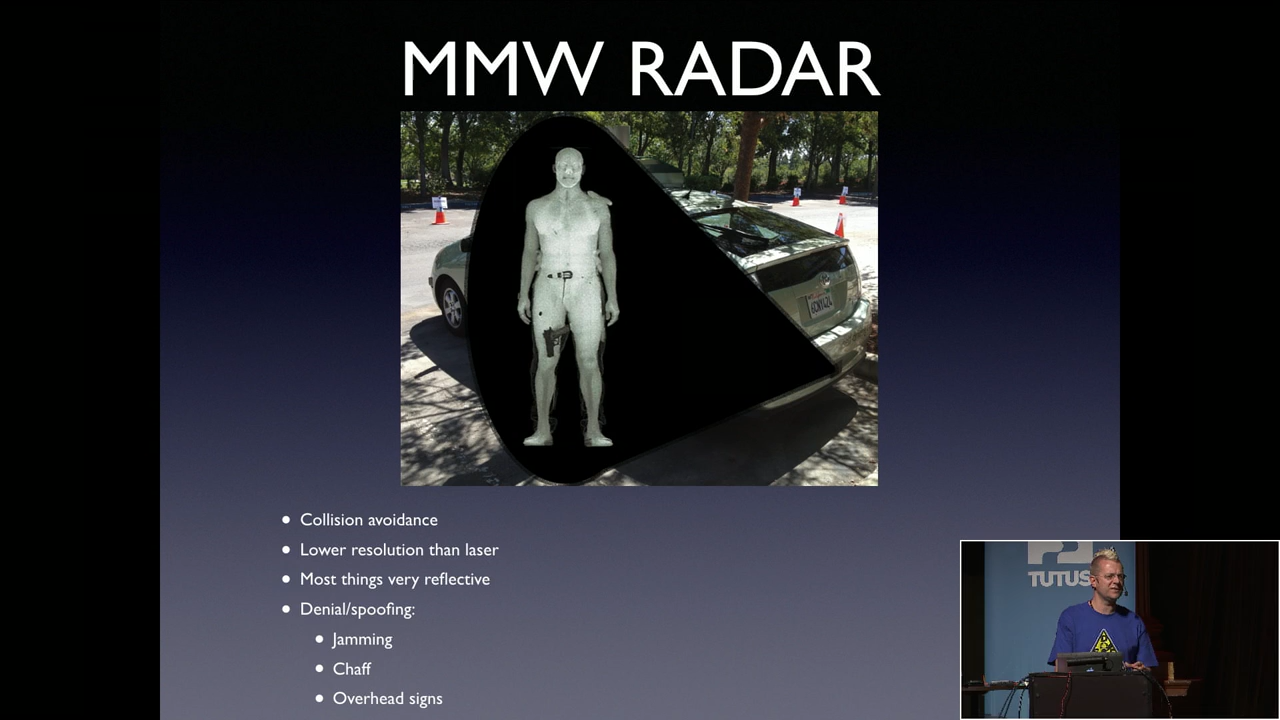 MMW RADAR
Collision avoidance
Lower resolution than laser
Most things very reflective
Denial/spoofing:
Jamming
Chaff
Overhead signs
TUTUS